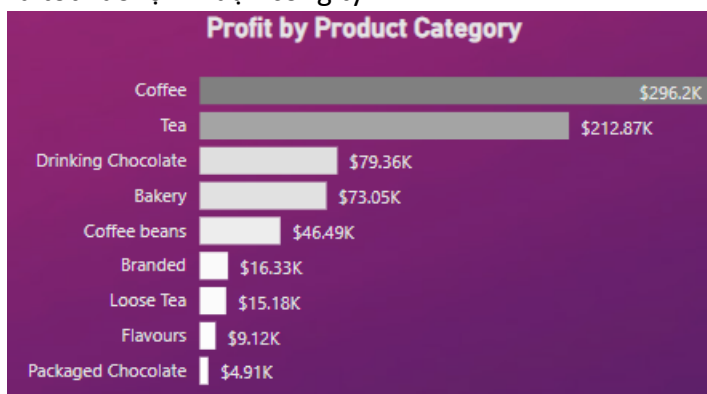 Profit by Product Category
Coffee $296.2K
Tea $212.87K
Drinking Chocolate $79.36K
Bakery $73.05K
Coffee beans $46.49K
Branded $16.33K
Loose Tea $15.18K
Flavours $9.12K
Packaged Chocolate $4.91K